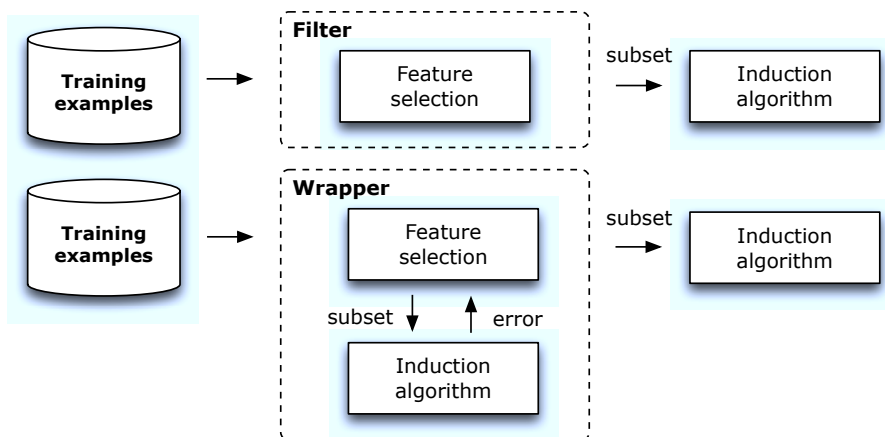 Filter
Training
examples
Feature
selection
subset
Induction
algorithm
Wrapper
Training
examples
Feature
selection
subset
Induction
algorithm
subset
error
Induction
algorithm